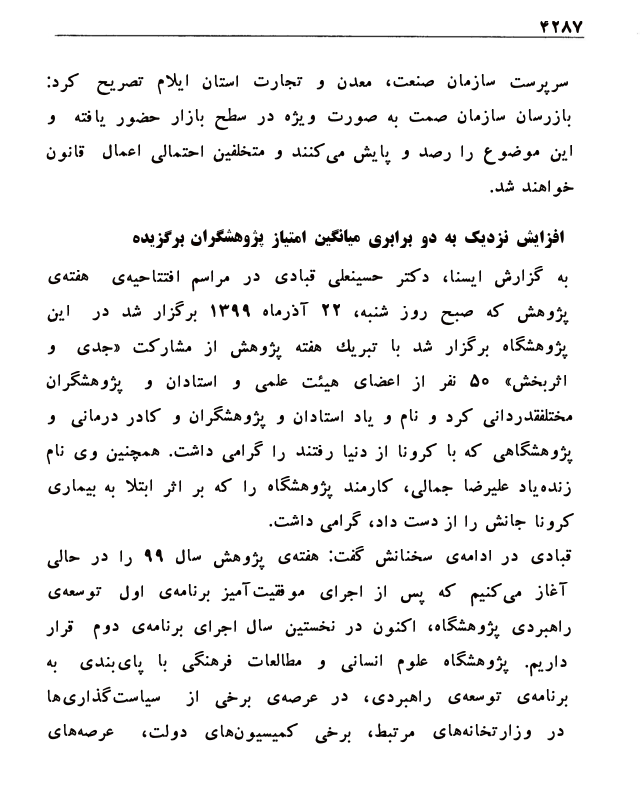 ۴۲۸۷
سرپرست سازمان صنعت، معدن و تجارت استان ایلام تصریح کرد:
بازرسان سازمان صمت به صورت ویژه در سطح بازار حضور یافته و
این موضوع را رصد و پایش می‌کنند و متخلفین احتمالی اعمال قانون
خواهند شد.
افزایش نزدیک به دو برابری میانگین امتیاز پژوهشگران برگزیده
به گزارش ایسنا، دکتر حسینعلی قبادی در مراسم افتتاحیه‌ی هفته‌ی
پژوهش که صبح روز شنبه، ۲۲ آذرماه ۱۳۹۹ برگزار شد در این
پژوهشگاه برگزار شد با تبریك هفته پژوهش از مشارکت «جدی و
اثربخش» ۵۰ نفر از اعضای هیئت علمی و استادان و پژوهشگران
مختلفقدردانی کرد و نام و یاد استادان و پژوهشگران و کادر درمانی و
پژوهشگاهی که با کرونا از دنیا رفتند را گرامی داشت. همچنین وی نام
زنده‌یاد علیرضا جمالی، کارمند پژوهشگاه را که بر اثر ابتلا به بیماری
کرونا جانش را از دست داد، گرامی داشت.
قبادی در ادامه‌ی سخنانش گفت: هفته‌ی پژوهش سال ۹۹ را در حالی
آغاز می‌کنیم که پس از اجرای موفقیت‌آمیز برنامه‌ی اول توسعه‌ی
راهبردی پژوهشگاه، اکنون در نخستین سال اجرای برنامه‌ی دوم قرار
داریم. پژوهشگاه علوم انسانی و مطالعات فرهنگی با پای‌بندی به
برنامه‌ی توسعه‌ی راهبردی، در عرصه‌ی برخی از سیاست‌گذاری‌ها
در وزارتخانه‌های مرتبط، برخی کمیسیون‌های دولت، عرصه‌های